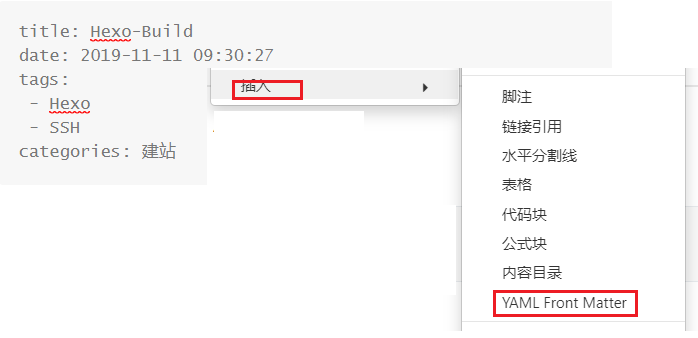 title: Hexo-Build
date: 2019-11-11 09:30:27
tags:
- Hexo
- SSH
categories: 建站
插入
脚注
链接引用
水平分割线
表格
代码块
公式块
内容目录
YAML Front Matter